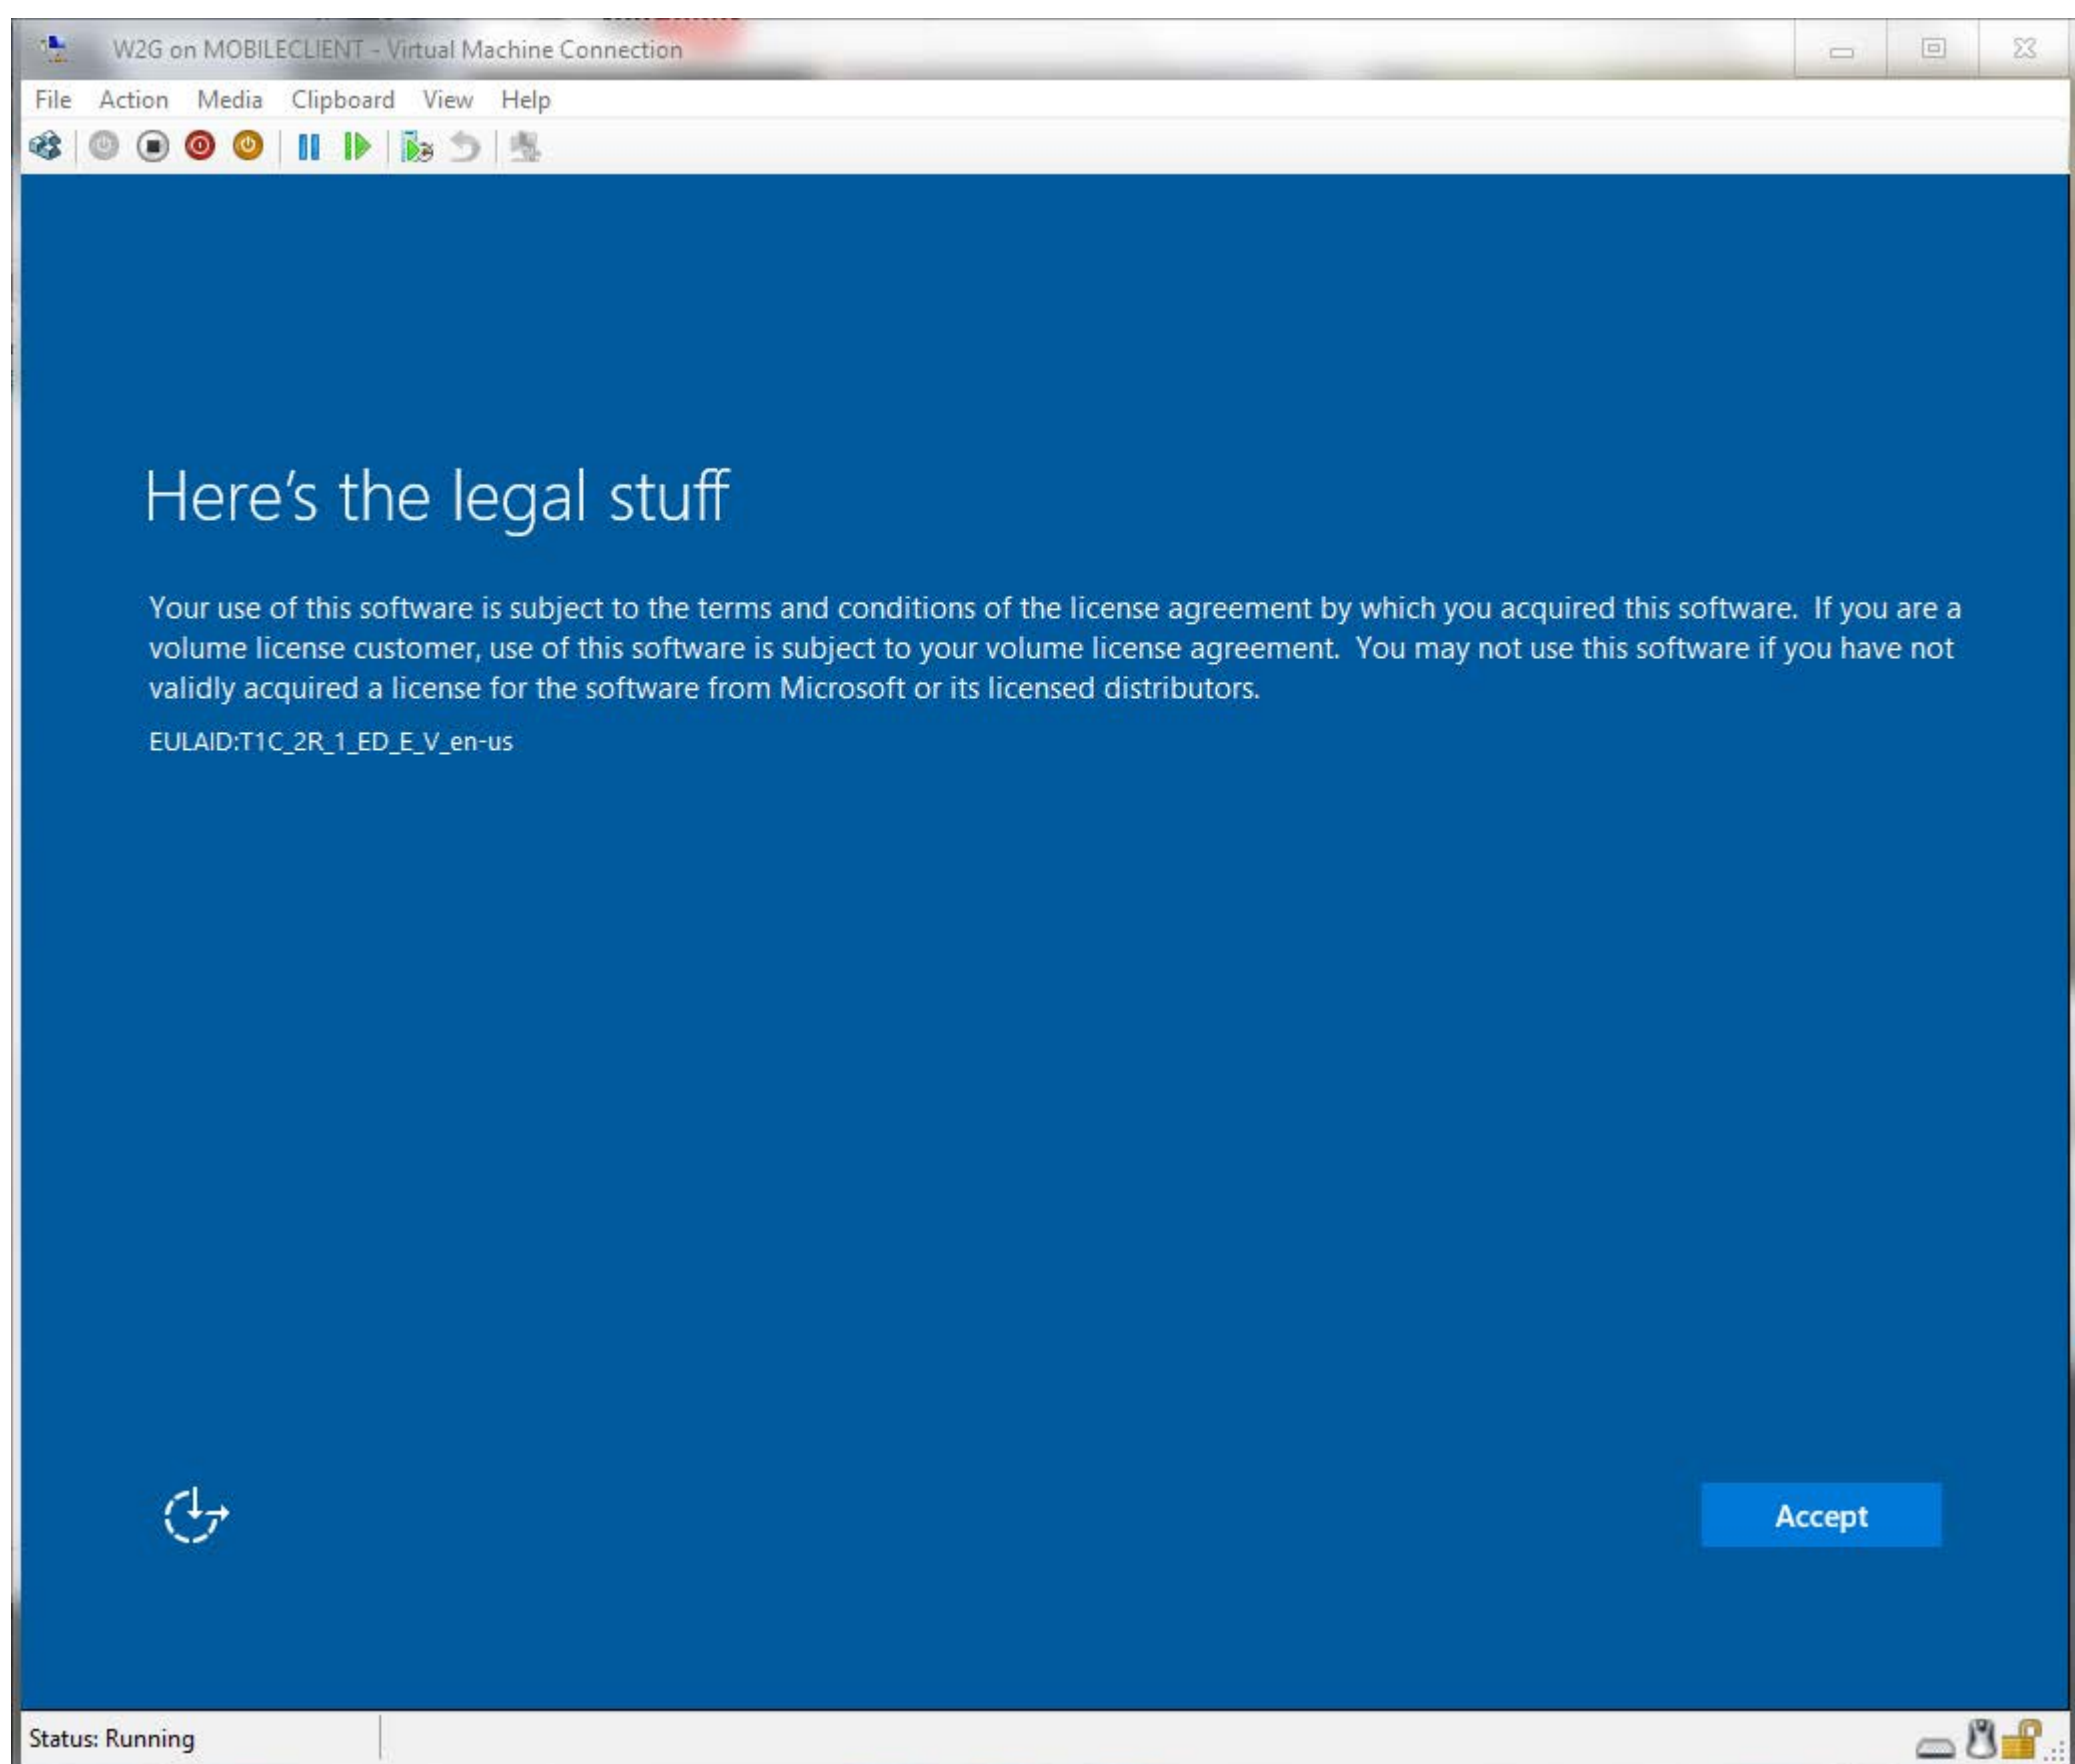 W2G on MOBILECLIENT - Virtual Machine Connection
File Action Media Clipboard View Help
Here's the legal stuff
Your use of this software is subject to the terms and conditions of the license agreement by which you acquired this software.  If you are a
volume license customer, use of this software is subject to your volume license agreement.  You may not use this software if you have not
validly acquired a license for the software from Microsoft or its licensed distributors.
EULAID:T1C_2R_1_ED_E_V_en-us
Accept
Status: Running